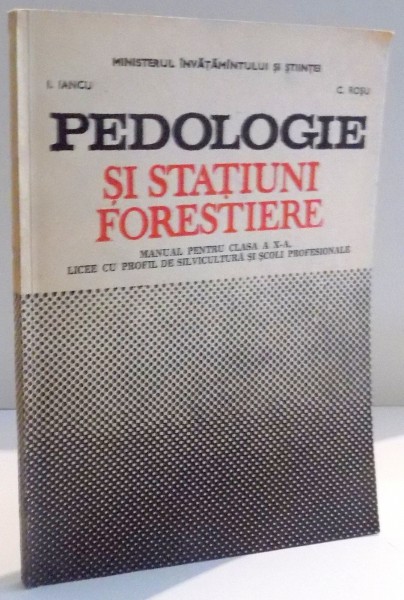 MINISTERUL ÎNVĂȚĂMÎNTULUI ȘI ȘTIINȚEI
I. IANCU C. ROȘU
PEDOLOGIE
ȘI STAȚIUNI
FORESTIERE
MANUAL PENTRU CLASA A X-A,
LICEE CU PROFIL DE SILVICULTURĂ ȘI ȘCOLI PROFESIONALE